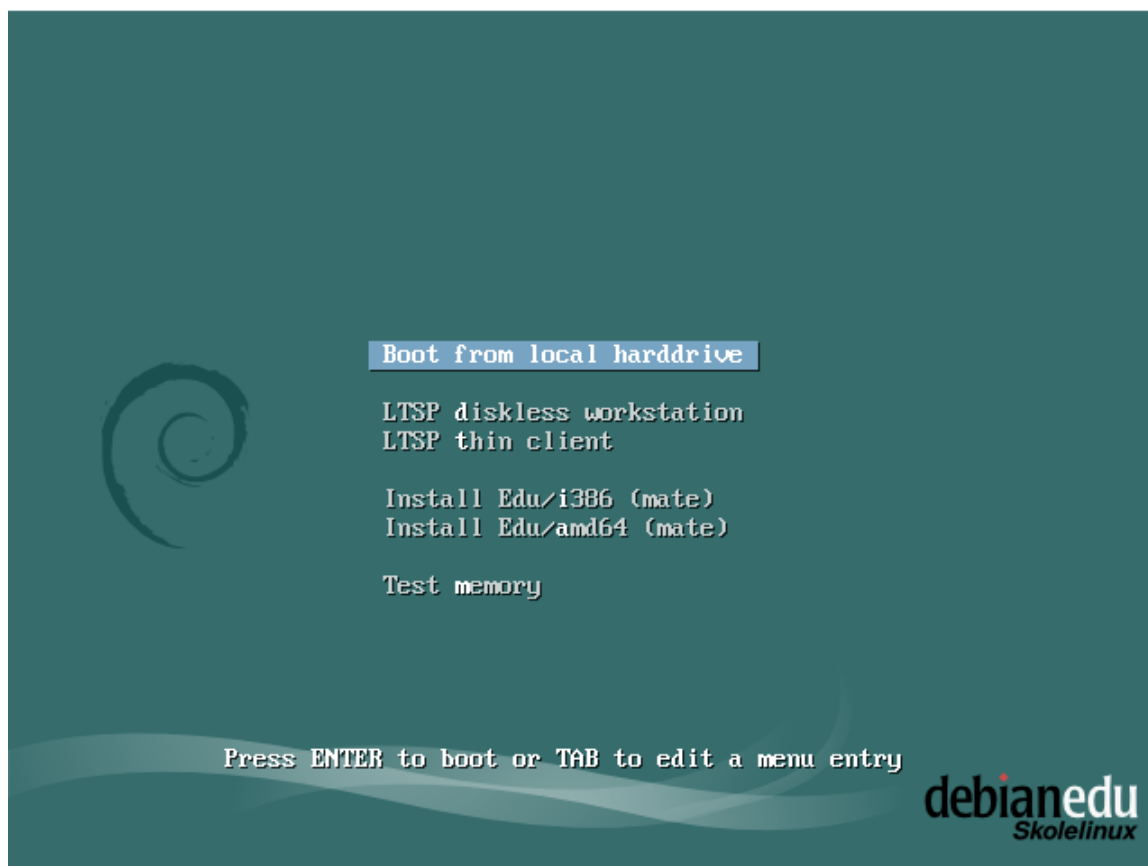 Boot from local harddrive
LTSP diskless workstation
LTSP thin client
Install Edu/i386 (mate)
Install Edu/amd64 (mate)
Test memory
Press ENTER to boot or TAB to edit a menu entry
debianedu
Skolelinux